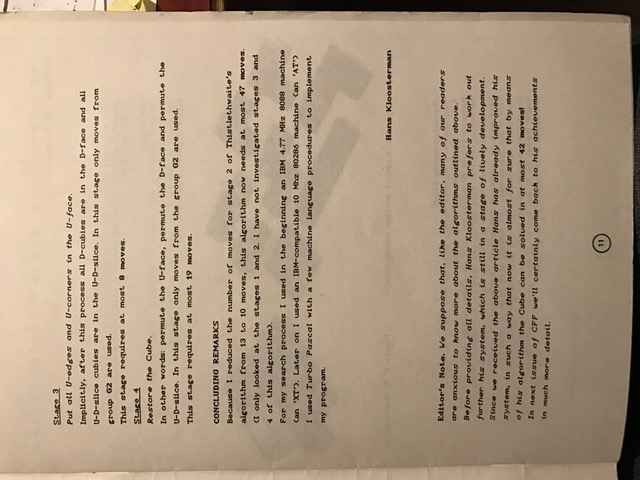 Stage 3
Put all U-edges and U-corners in the U-face.
Implicitly, after this process all D-cubies are in the D-face and all
U-D-slice cubies are in the U-D-slice. In this stage only moves from
group G2 are used.
This stage requires at most 8 moves.
Stage 4
Restore the Cube.
In other words: permute the U-face, permute the D-face and permute the
U-D-slice. In this stage only moves from the group G2 are used.
This stage requires at most 19 moves.
CONCLUDING REMARKS
Because I reduced the number of moves for stage 2 of Thistlethwaite's
algorithm from 13 to 10 moves, this algorithm now needs at most 47 moves.
(I only looked at the stages 1 and 2. I have not investigated stages 3 and
4 of this algorithm).
For my search process I used in the beginning an IBM 4.77 MHz 8088 machine
(an 'XT'). Later on I used an IBM-compatible 10 Mhz 80286 machine (an 'AT')
I used Turbo Pascal with a few machine language procedures to implement
my program.
Hans Kloosterman
Editor's Note. We suppose that, like the editor, many of our readers
are anxious to know more about the algorithms outlined above.
Before providing all details, Hans Kloosterman prefers to work out
further his system, which is still in a stage of lively development.
Since we received the above article Hans has already improved his
system, in such a way that now it is almost for sure that by means
of his algorithm the Cube can be solved in at most 42 moves!
In next issue of CFF we'll certainly come back to his achievements
in much more detail.
11